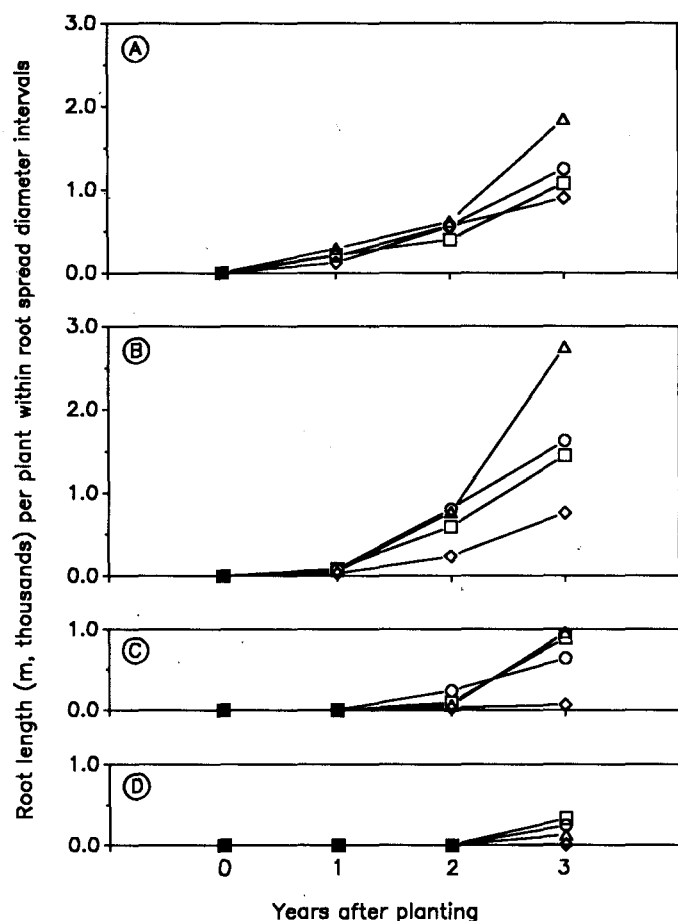 Root length (m, thousands) per plant within root spread diameter intervals
A
3.0
2.0
1.0
0.0
B
3.0
2.0
1.0
0.0
C
1.0
0.0
D
1.0
0.0
0 1 2 3
Years after planting